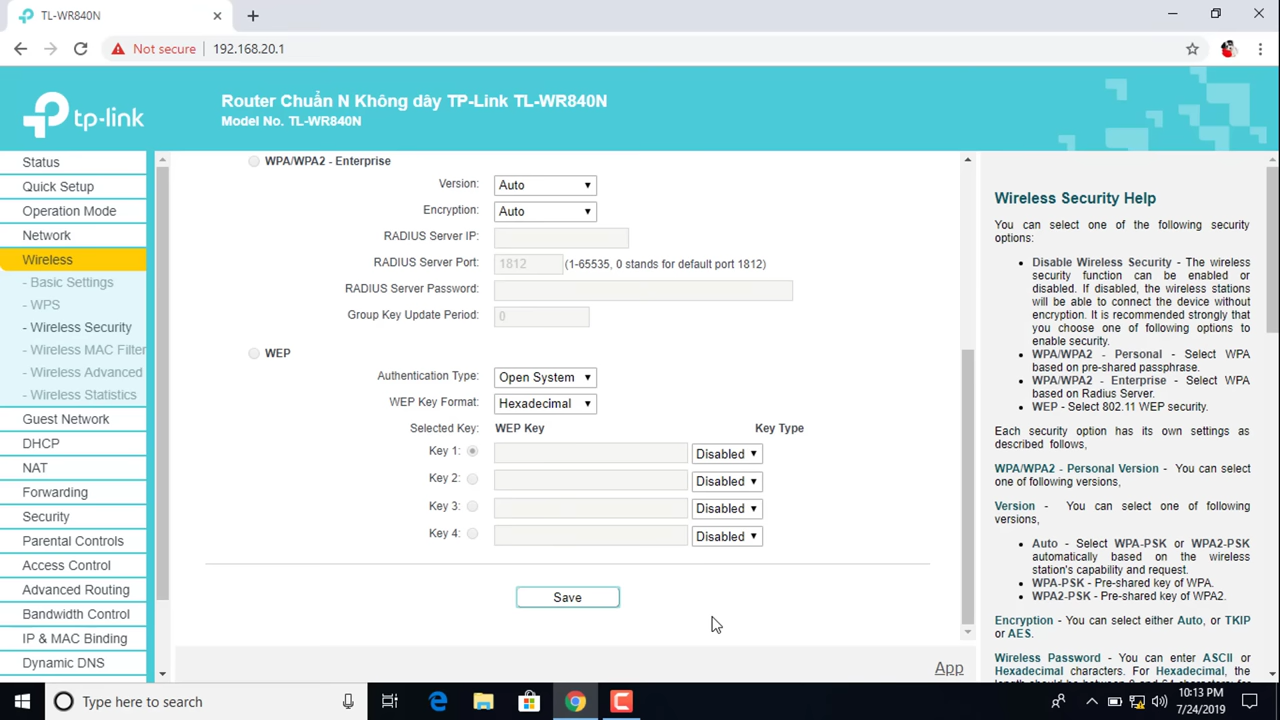 TL-WR840N
Not secure
192.168.20.1
tp-link
Router Chuẩn N Không dây TP-Link TL-WR840N
Model No. TL-WR840N
Status
Quick Setup
Operation Mode
Network
Wireless
- Basic Settings
- WPS
- Wireless Security
- Wireless MAC Filter
- Wireless Advanced
- Wireless Statistics
Guest Network
DHCP
NAT
Forwarding
Security
Parental Controls
Access Control
Advanced Routing
Bandwidth Control
IP & MAC Binding
Dynamic DNS
WPA/WPA2 - Enterprise
Version: Auto
Encryption: Auto
RADIUS Server IP:
RADIUS Server Port: 1812 (1-65535, 0 stands for default port 1812)
RADIUS Server Password:
Group Key Update Period: 0
WEP
Authentication Type: Open System
WEP Key Format: Hexadecimal
Selected Key: WEP Key Key Type
Key 1: Disabled
Key 2: Disabled
Key 3: Disabled
Key 4: Disabled
Save
App
Wireless Security Help
You can select one of the following security
options:
• Disable Wireless Security - The wireless
security function can be enabled or
disabled. If disabled, the wireless stations
will be able to connect the device without
encryption. It is recommended strongly that
you choose one of following options to
enable security.
• WPA/WPA2 - Personal - Select WPA
based on pre-shared passphrase.
• WPA/WPA2 - Enterprise - Select WPA
based on Radius Server.
• WEP - Select 802.11 WEP security.
Each security option has its own settings as
described follows,
WPA/WPA2 - Personal Version - You can select
one of following versions,
Version - You can select one of following
versions,
• Auto - Select WPA-PSK or WPA2-PSK
automatically based on the wireless
station's capability and request.
• WPA-PSK - Pre-shared key of WPA.
• WPA2-PSK - Pre-shared key of WPA2.
Encryption - You can select either Auto, or TKIP
or AES.
Wireless Password - You can enter ASCII or
Hexadecimal characters. For Hexadecimal, the
Type here to search
10:13 PM
7/24/2019